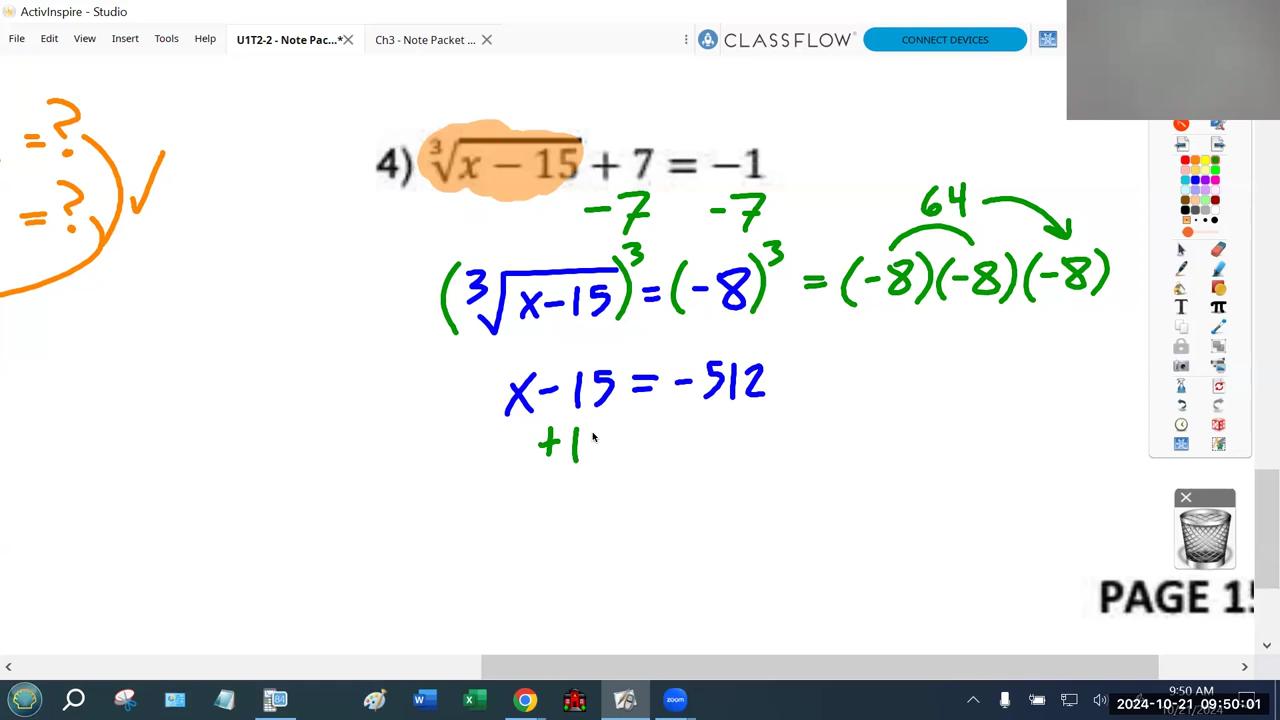 ActivInspire - Studio
File Edit View Insert Tools Help
U1T2-2 - Note Pac...*
Ch3 - Note Packet ...
CLASSFLOW
CONNECT DEVICES
= ?
= ?
4) ∛(x − 15) + 7 = −1
-7 -7
64
(∛(x-15))³ = (-8)³ = (-8)(-8)(-8)
x-15 = -512
+1
PAGE 15
9:50 AM
2024-10-21 09:50:01